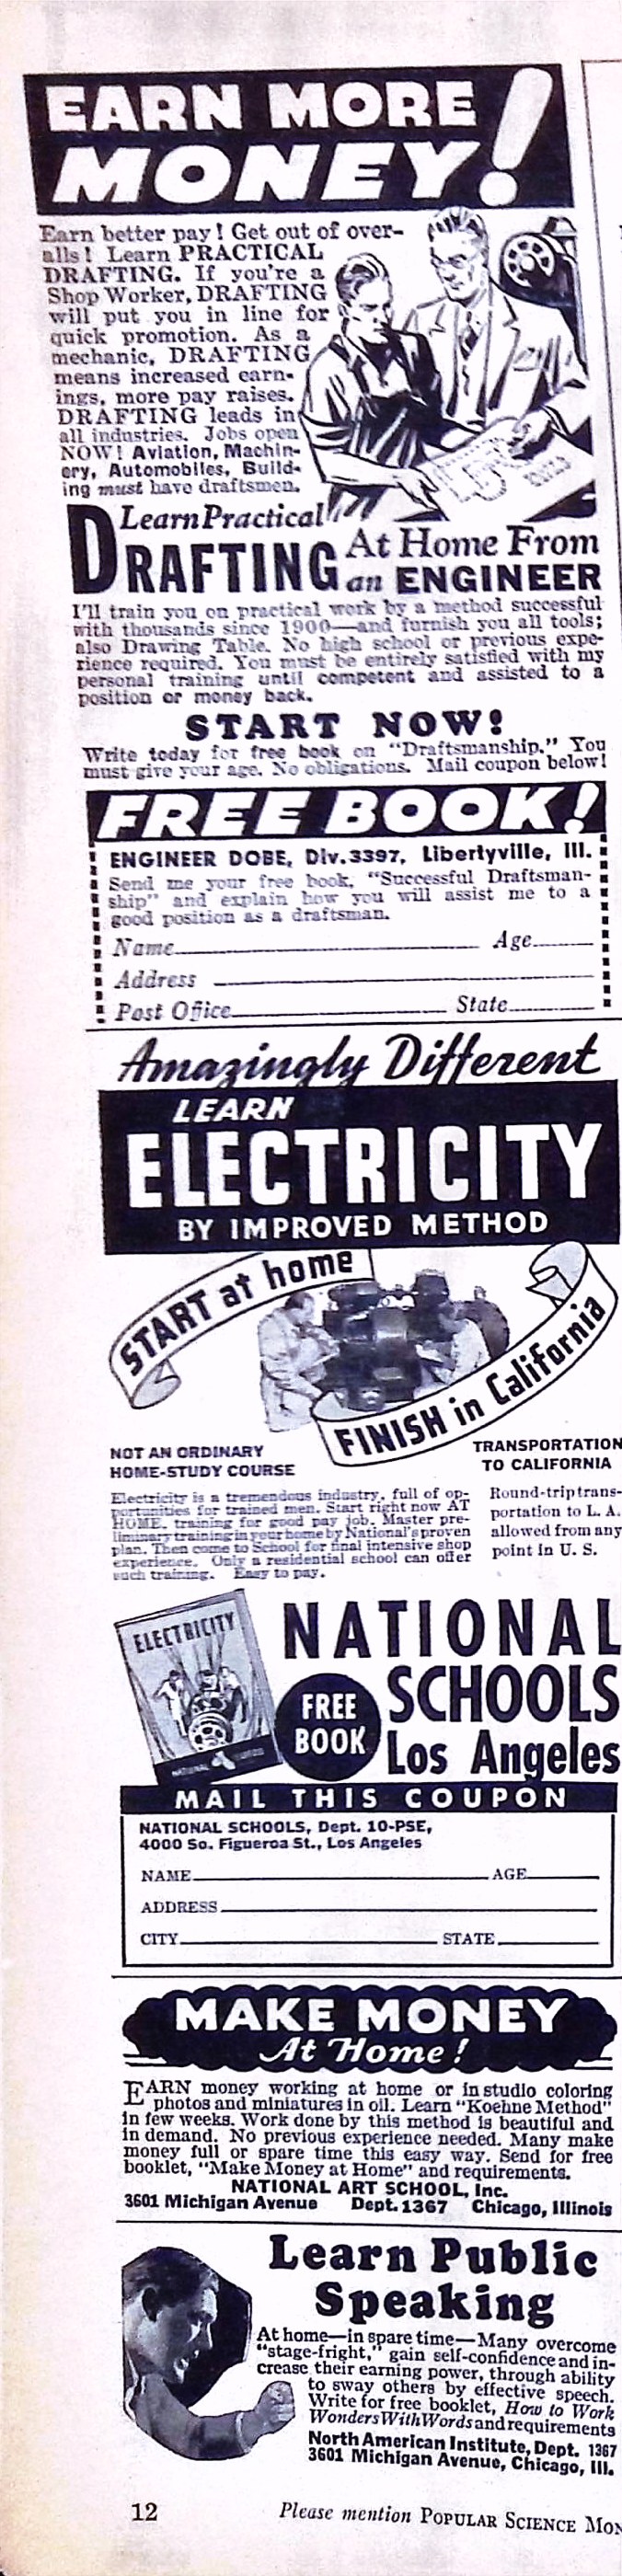 EARN MORE
MONEY!
Earn better pay! Get out of over-
alls! Learn PRACTICAL
DRAFTING. If you're a
Shop Worker, DRAFTING
will put you in line for
quick promotion. As a
mechanic, DRAFTING
means increased earn-
ings, more pay raises.
DRAFTING leads in
all industries. Jobs open
NOW! Aviation, Machin-
ery, Automobiles, Build-
ing must have draftsmen.
Learn Practical
DRAFTING At Home From
an ENGINEER
I'll train you on practical work by a method successful
with thousands since 1900—and furnish you all tools;
also Drawing Table. No high school or previous expe-
rience required. You must be entirely satisfied with my
personal training until competent and assisted to a
position or money back.
START NOW!
Write today for free book on "Draftsmanship." You
must give your age. No obligations. Mail coupon below!
FREE BOOK!
ENGINEER DOBE, Div. 3397, Libertyville, Ill.
Send me your free book, "Successful Draftsman-
ship" and explain how you will assist me to a
good position as a draftsman.
Name Age
Address
Post Office State
Amazingly Different
LEARN
ELECTRICITY
BY IMPROVED METHOD
START at home
FINISH in California
NOT AN ORDINARY
HOME-STUDY COURSE
Electricity is a tremendous industry, full of op-
portunities for trained men. Start right now AT
HOME, training for good pay job. Master pre-
liminary training in your home by National's proven
plan. Then come to School for final intensive shop
experience. Only a residential school can offer
such training. Easy to pay.
TRANSPORTATION
TO CALIFORNIA
Round-trip trans-
portation to L. A.
allowed from any
point in U. S.
ELECTRICITY
NATIONAL
SCHOOLS
Los Angeles
FREE
BOOK
MAIL THIS COUPON
NATIONAL SCHOOLS, Dept. 10-PSE,
4000 So. Figueroa St., Los Angeles
NAME AGE
ADDRESS
CITY STATE
MAKE MONEY
At Home!
EARN money working at home or in studio coloring
photos and miniatures in oil. Learn "Koehne Method"
in few weeks. Work done by this method is beautiful and
in demand. No previous experience needed. Many make
money full or spare time this easy way. Send for free
booklet, "Make Money at Home" and requirements.
NATIONAL ART SCHOOL, Inc.
3601 Michigan Avenue Dept. 1367 Chicago, Illinois
Learn Public
Speaking
At home—in spare time—Many overcome
"stage-fright," gain self-confidence and in-
crease their earning power, through ability
to sway others by effective speech.
Write for free booklet, How to Work
Wonders With Words and requirements
North American Institute, Dept. 1367
3601 Michigan Avenue, Chicago, Ill.
12 Please mention POPULAR SCIENCE MON